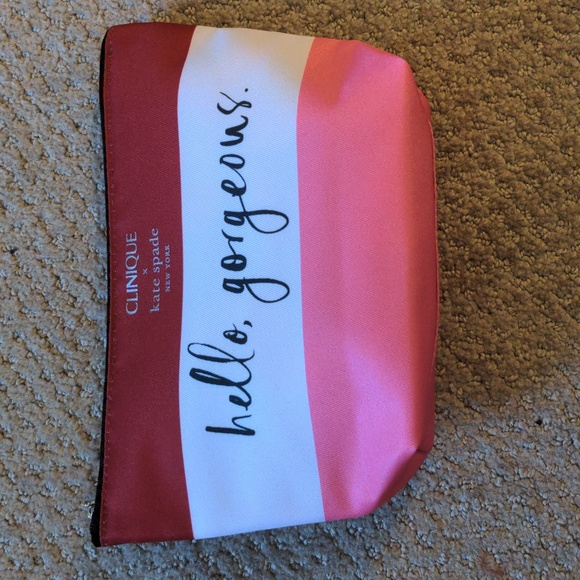 CLINIQUE
x
kate spade
NEW YORK
hello, gorgeous.